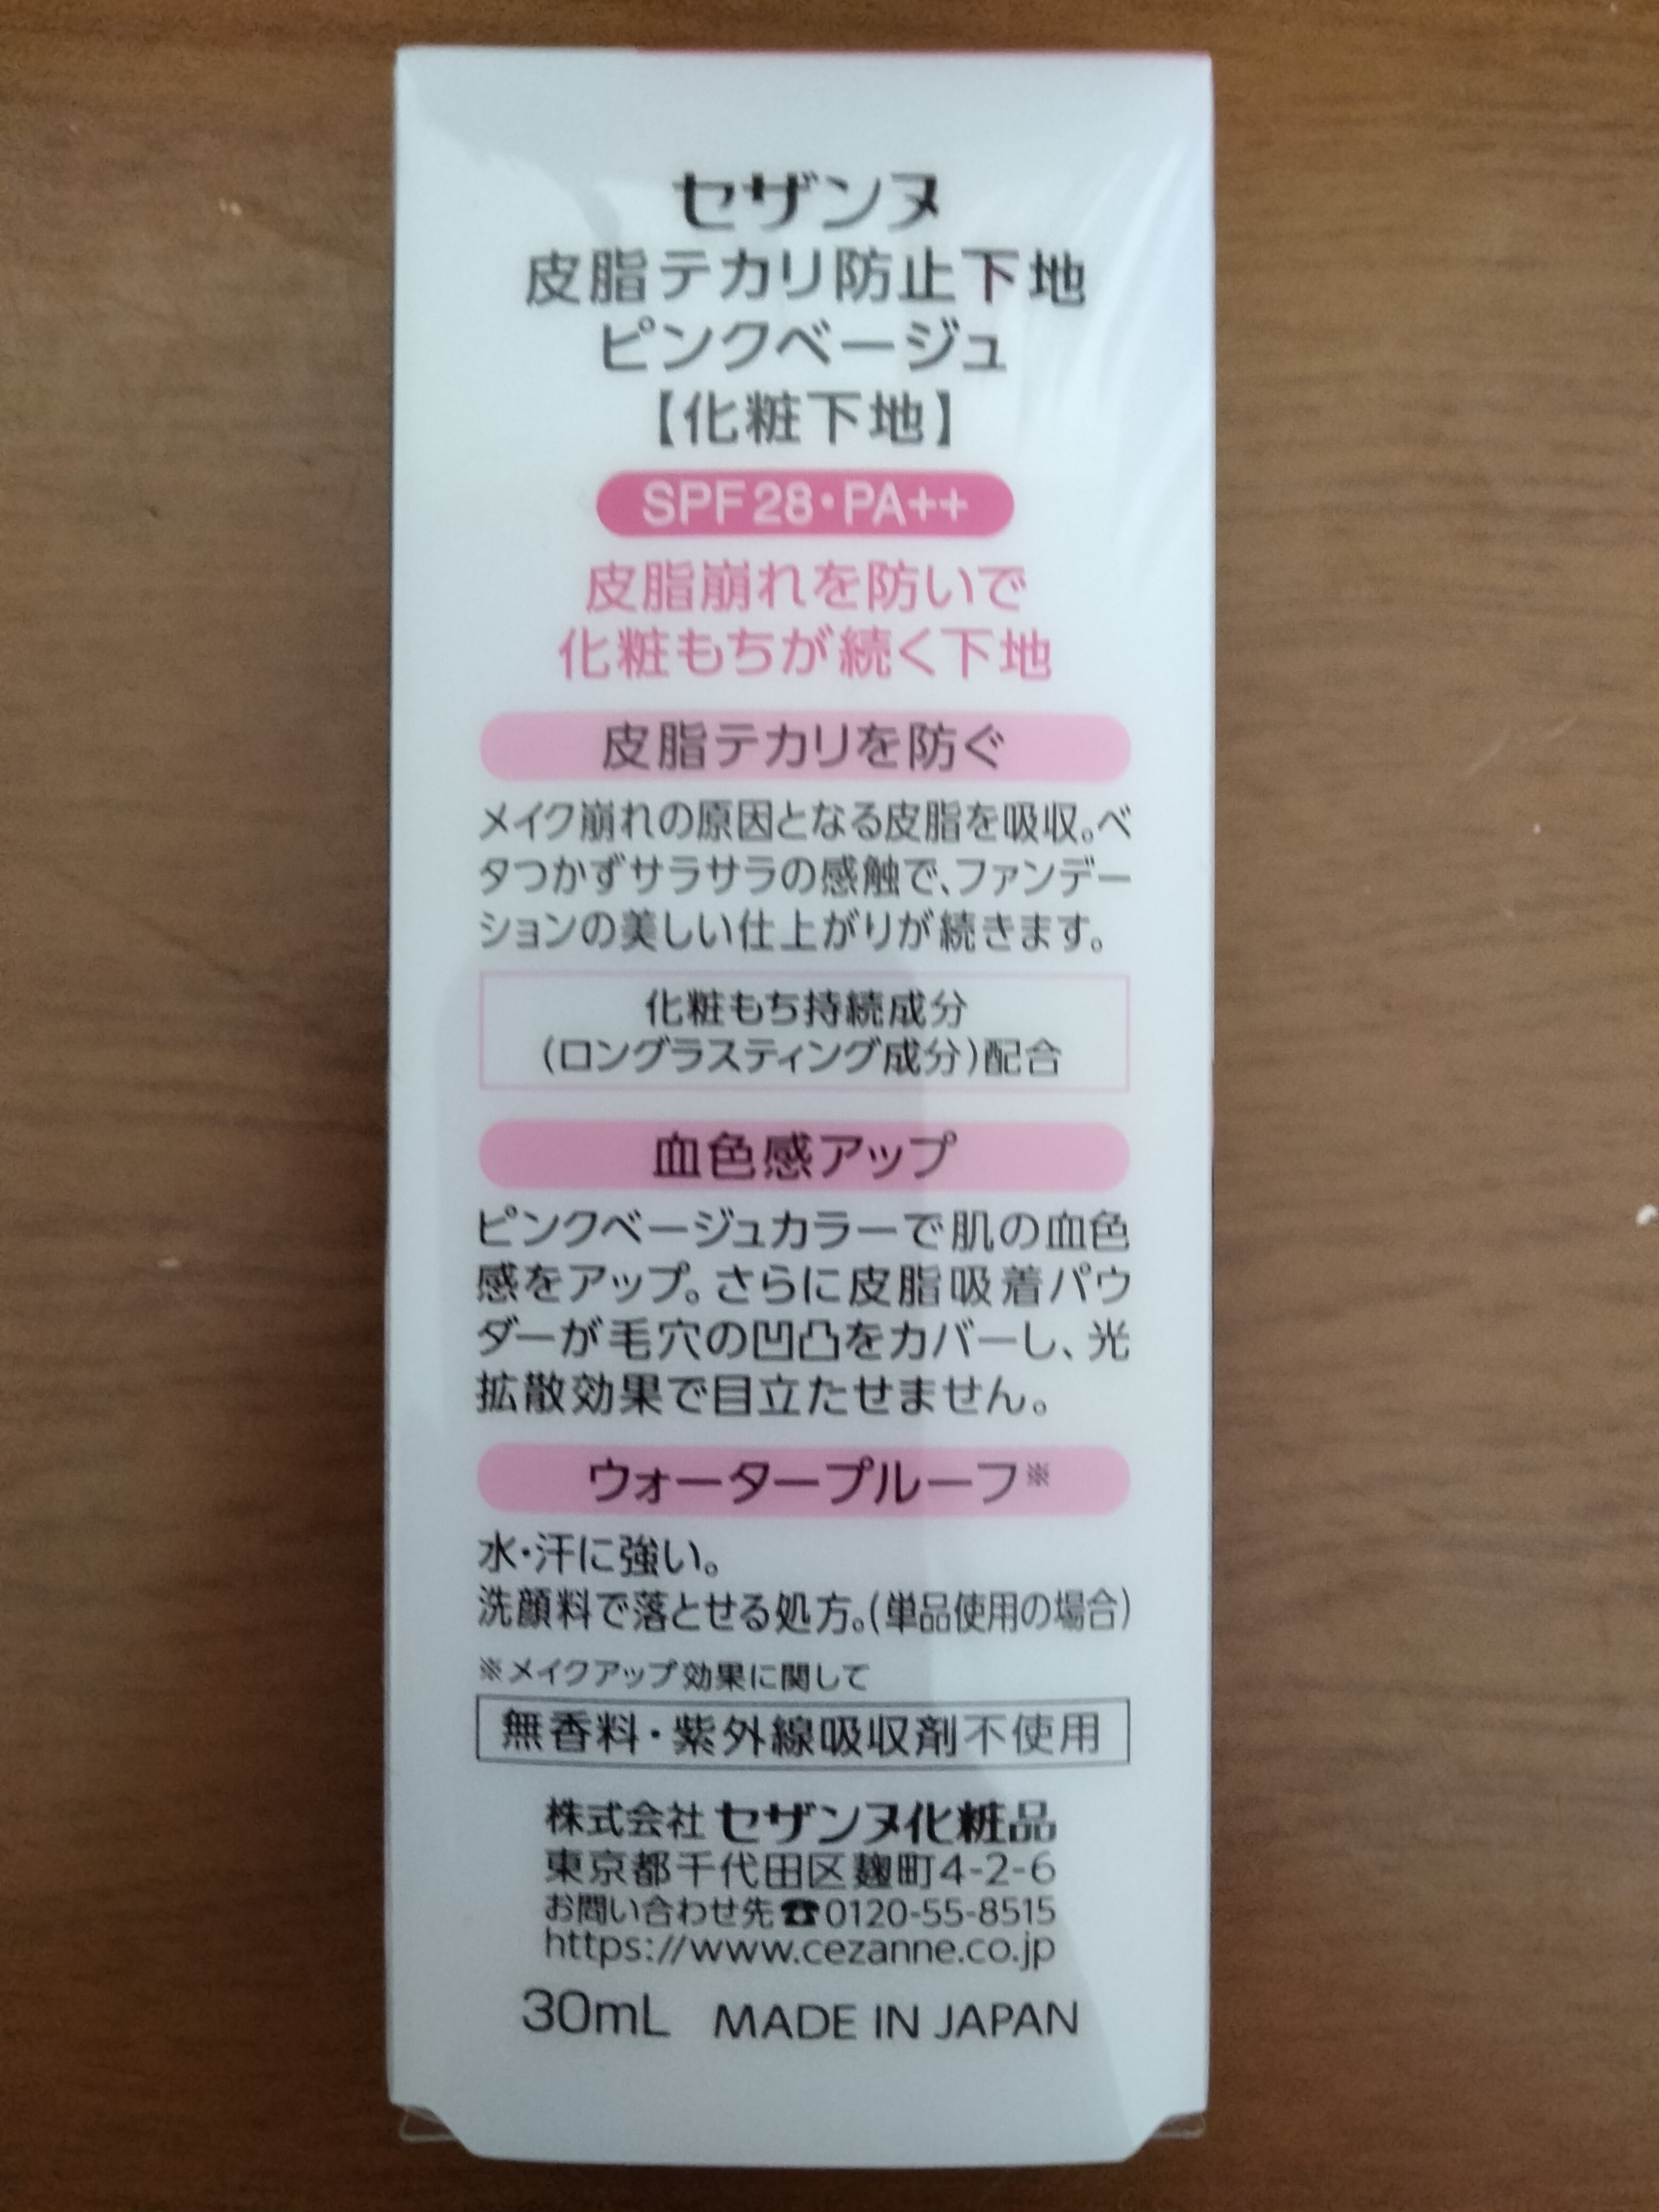 セザンヌ
皮脂テカリ防止下地
ピンクベージュ
【化粧下地】
SPF28・PA++
皮脂崩れを防いで
化粧もちが続く下地
皮脂テカリを防ぐ
メイク崩れの原因となる皮脂を吸収。ベ
タつかずサラサラの感触で、ファンデー
ションの美しい仕上がりが続きます。
化粧もち持続成分
(ロングラスティング成分)配合
血色感アップ
ピンクベージュカラーで肌の血色
感をアップ。さらに皮脂吸着パウ
ダーが毛穴の凹凸をカバーし、光
拡散効果で目立たせません。
ウォータープルーフ※
水・汗に強い。
洗顔料で落とせる処方。(単品使用の場合)
※メイクアップ効果に関して
無香料・紫外線吸収剤不使用
株式会社 セザンヌ化粧品
東京都千代田区麹町4-2-6
お問い合わせ先☎0120-55-8515
https://www.cezanne.co.jp
30mL MADE IN JAPAN